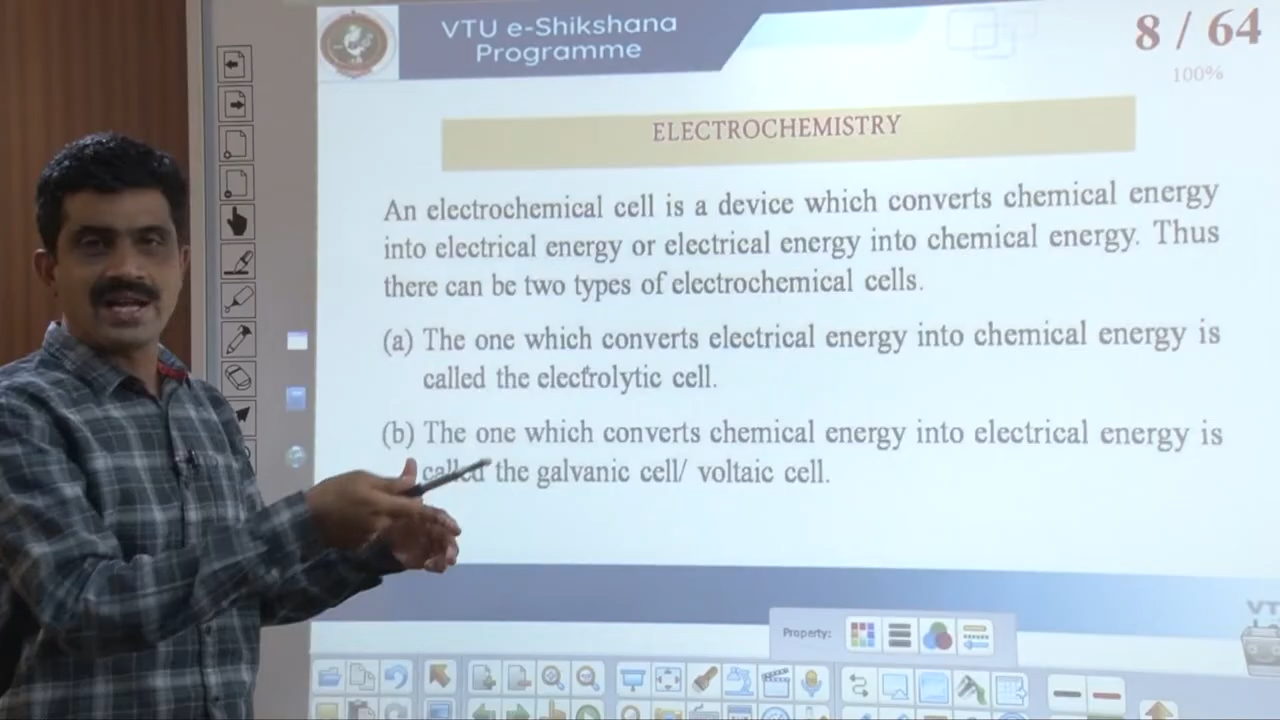 VTU e-Shikshana
Programme
8 / 64
100%
ELECTROCHEMISTRY
An electrochemical cell is a device which converts chemical energy
into electrical energy or electrical energy into chemical energy. Thus
there can be two types of electrochemical cells.
(a) The one which converts electrical energy into chemical energy is
called the electrolytic cell.
(b) The one which converts chemical energy into electrical energy is
called the galvanic cell/ voltaic cell.
Property: